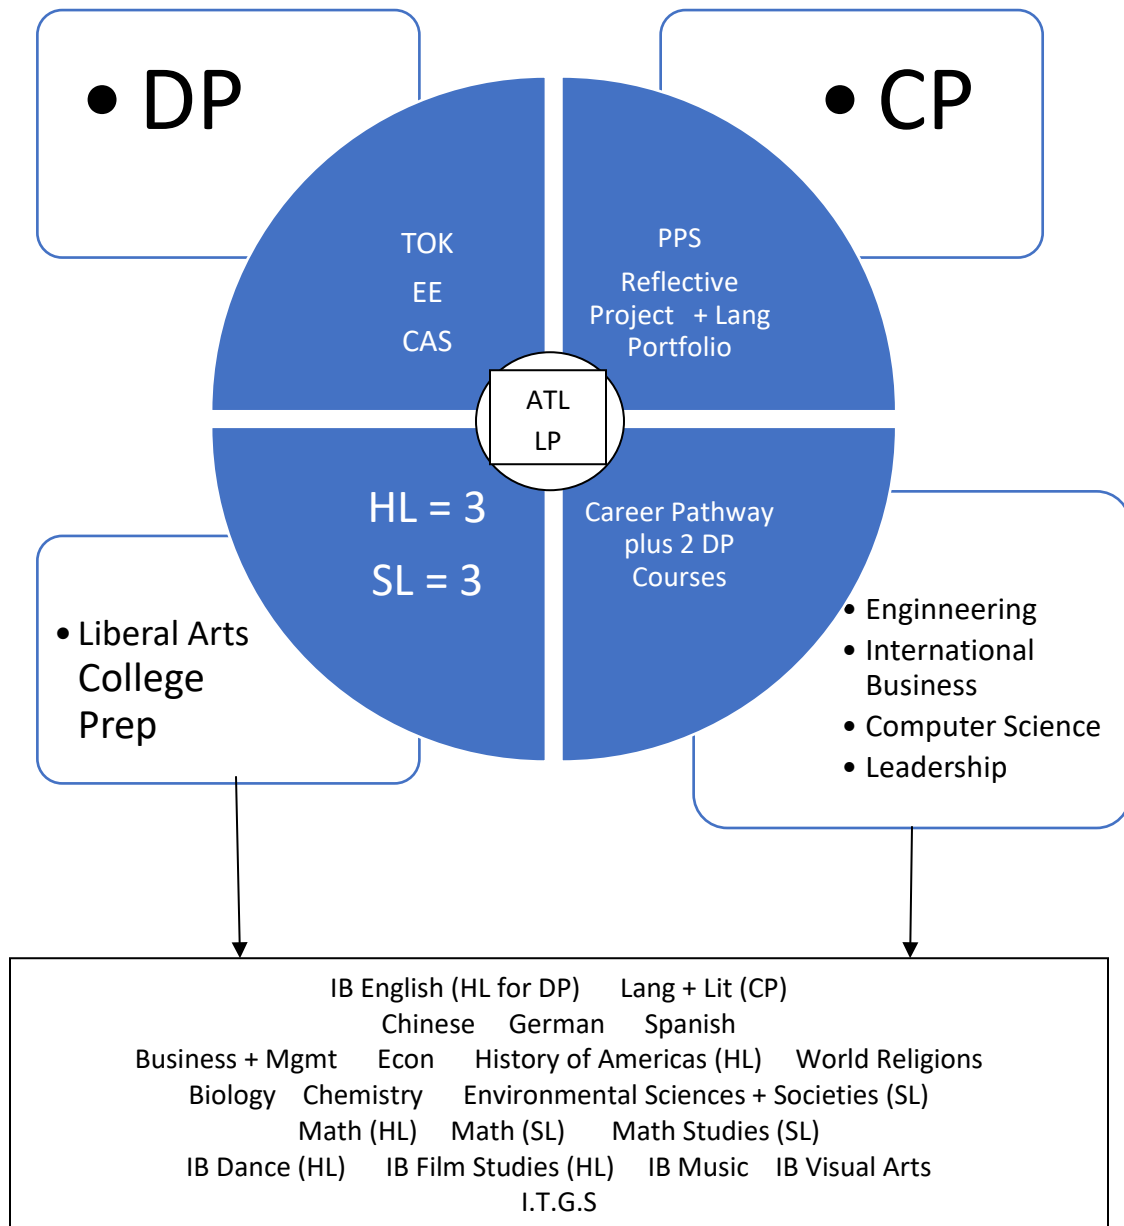 • DP
• CP
TOK
EE
CAS
PPS
Reflective
Project + Lang
Portfolio
ATL
LP
HL = 3
SL = 3
Career Pathway
plus 2 DP
Courses
• Liberal Arts
College
Prep
• Enginneering
• International
Business
• Computer Science
• Leadership
IB English (HL for DP) Lang + Lit (CP)
Chinese German Spanish
Business + Mgmt Econ History of Americas (HL) World Religions
Biology Chemistry Environmental Sciences + Societies (SL)
Math (HL) Math (SL) Math Studies (SL)
IB Dance (HL) IB Film Studies (HL) IB Music IB Visual Arts
I.T.G.S